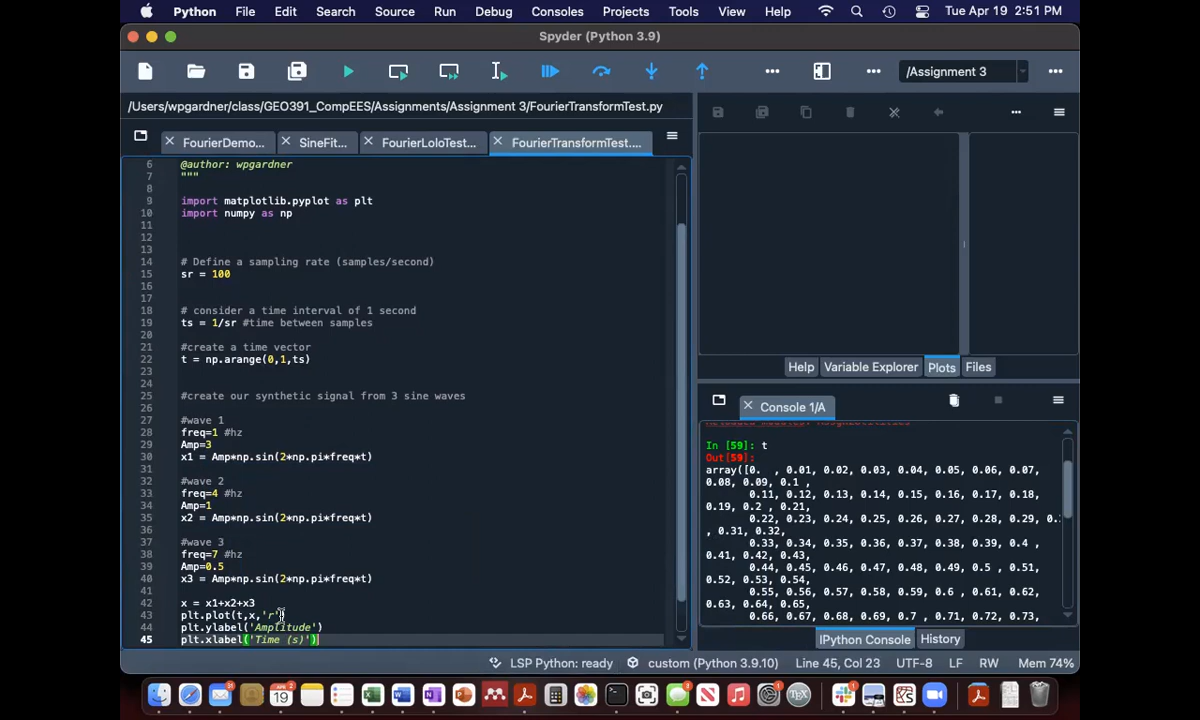 Python File Edit Search Source Run Debug Consoles Projects Tools View Help Tue Apr 19 2:51 PM
Spyder (Python 3.9)
/Assignment 3
/Users/wpgardner/class/GEO391_CompEES/Assignments/Assignment 3/FourierTransformTest.py
FourierDemo... SineFit... FourierLoloTest... FourierTransformTest....
6 @author: wpgardner
7 """
8
9 import matplotlib.pyplot as plt
10 import numpy as np
11
12
13
14 # Define a sampling rate (samples/second)
15 sr = 100
16
17
18 # consider a time interval of 1 second
19 ts = 1/sr #time between samples
20
21 #create a time vector
22 t = np.arange(0,1,ts)
23
24
25 #create our synthetic signal from 3 sine waves
26
27 #wave 1
28 freq=1 #hz
29 Amp=3
30 x1 = Amp*np.sin(2*np.pi*freq*t)
31
32 #wave 2
33 freq=4 #hz
34 Amp=1
35 x2 = Amp*np.sin(2*np.pi*freq*t)
36
37 #wave 3
38 freq=7 #hz
39 Amp=0.5
40 x3 = Amp*np.sin(2*np.pi*freq*t)
41
42 x = x1+x2+x3
43 plt.plot(t,x,'r')
44 plt.ylabel('Amplitude')
45 plt.xlabel('Time (s)')
Help Variable Explorer Plots Files
Console 1/A
In [59]: t
Out[59]:
array([0. , 0.01, 0.02, 0.03, 0.04, 0.05, 0.06, 0.07,
0.08, 0.09, 0.1 ,
0.11, 0.12, 0.13, 0.14, 0.15, 0.16, 0.17, 0.18,
0.19, 0.2 , 0.21,
0.22, 0.23, 0.24, 0.25, 0.26, 0.27, 0.28, 0.29, 0.
, 0.31, 0.32,
0.33, 0.34, 0.35, 0.36, 0.37, 0.38, 0.39, 0.4 ,
0.41, 0.42, 0.43,
0.44, 0.45, 0.46, 0.47, 0.48, 0.49, 0.5 , 0.51,
0.52, 0.53, 0.54,
0.55, 0.56, 0.57, 0.58, 0.59, 0.6 , 0.61, 0.62,
0.63, 0.64, 0.65,
0.66, 0.67, 0.68, 0.69, 0.7 , 0.71, 0.72, 0.73,
IPython Console History
LSP Python: ready custom (Python 3.9.10) Line 45, Col 23 UTF-8 LF RW Mem 74%